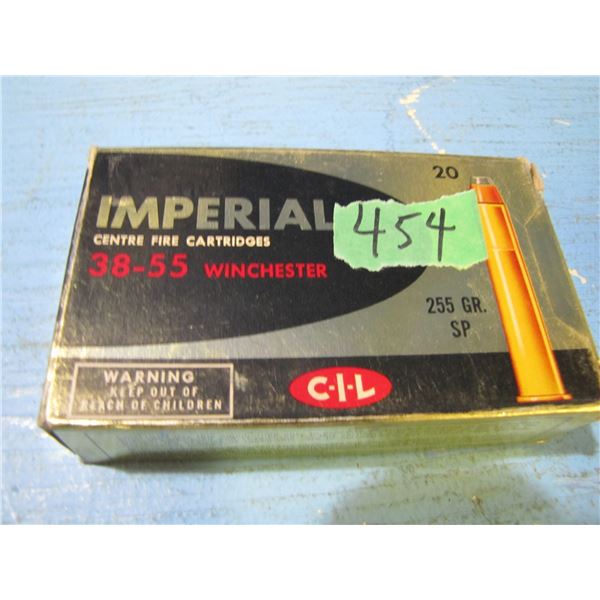 20
IMPERIAL
454
CENTRE FIRE CARTRIDGES
38-55 WINCHESTER
255 GR.
SP
WARNING
KEEP OUT OF
REACH OF CHILDREN
C-I-L